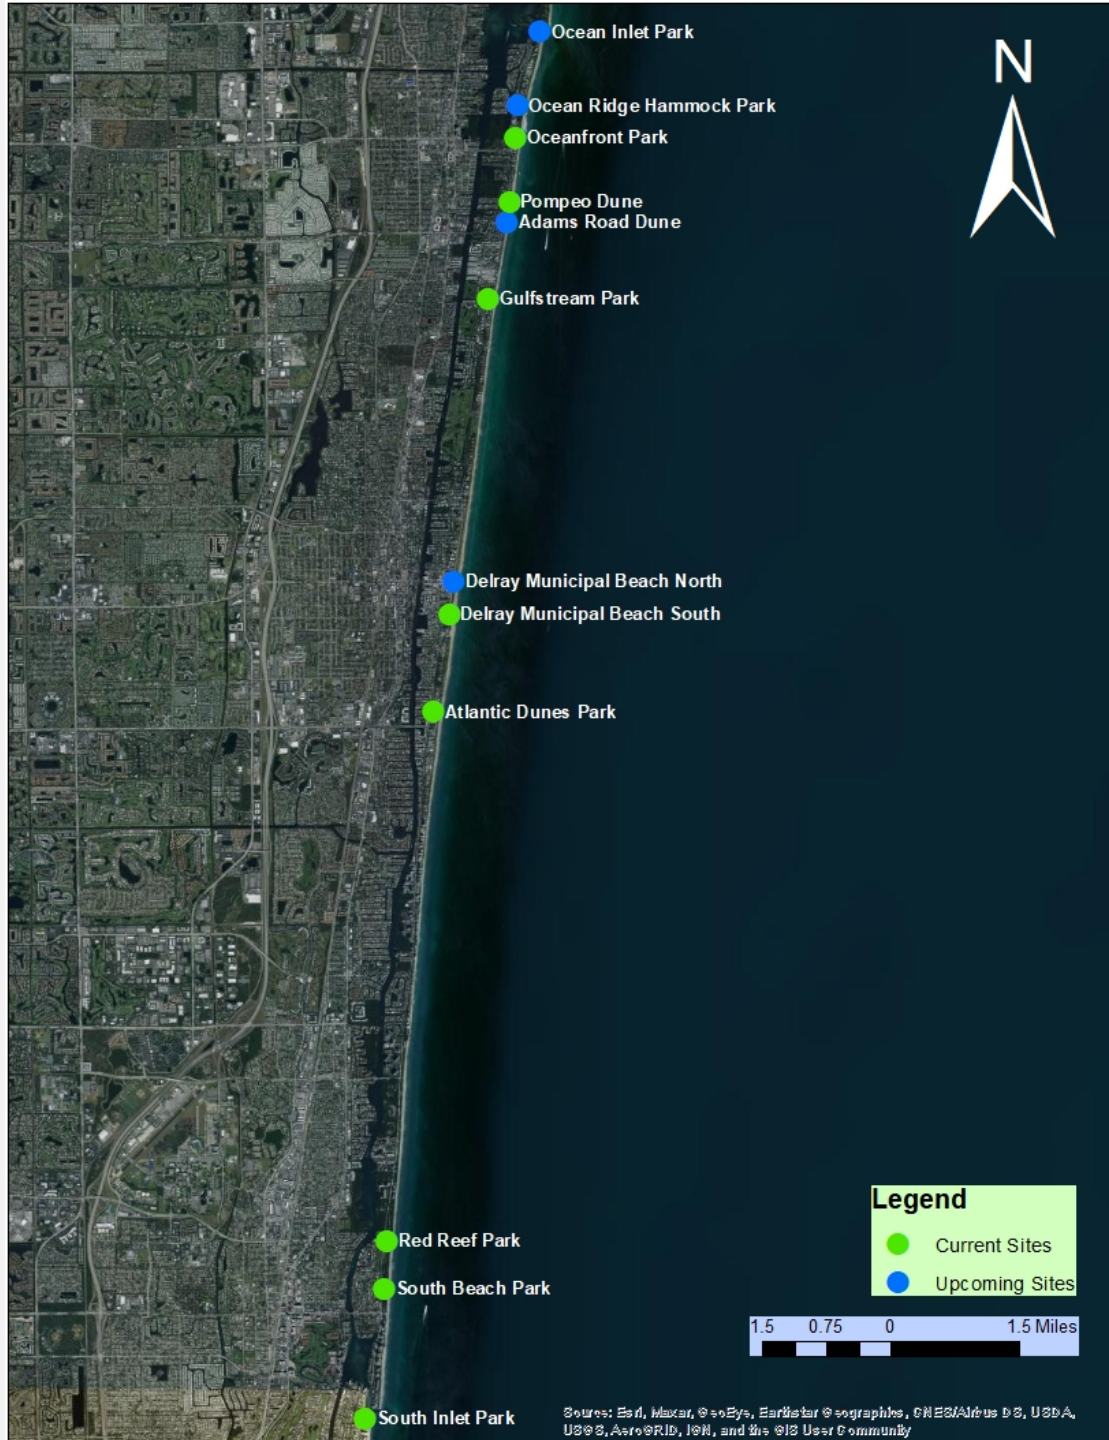 Ocean Inlet Park
N
Ocean Ridge Hammock Park
Oceanfront Park
Pompeo Dune
Adams Road Dune
Gulfstream Park
Delray Municipal Beach North
Delray Municipal Beach South
Atlantic Dunes Park
Red Reef Park
South Beach Park
South Inlet Park
Legend
Current Sites
Upcoming Sites
1.5 0.75 0 1.5 Miles
Source: Esri, Maxar, GeoEye, Earthstar Geographics, CNES/Airbus DS, USDA,
USGS, AeroGRID, IGN, and the GIS User Community